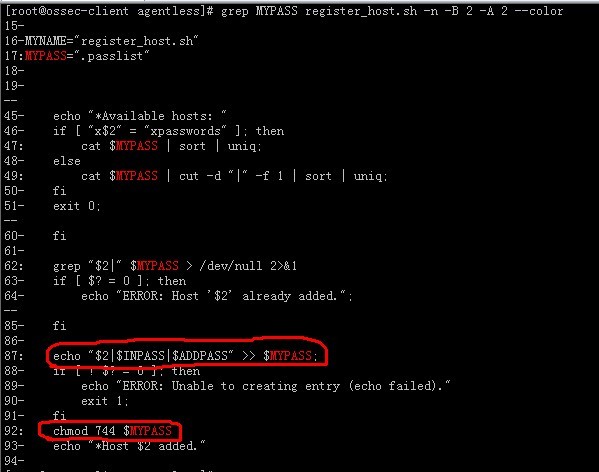 [root@ossec-client agentless]# grep MYPASS register_host.sh -n -B 2 -A 2 --color
15-
16-MYNAME="register_host.sh"
17:MYPASS=".passlist"
18-
19-
--
45-    echo "*Available hosts: "
46-    if [ "x$2" = "xpasswords" ]; then
47:        cat $MYPASS | sort | uniq;
48-    else
49:        cat $MYPASS | cut -d "|" -f 1 | sort | uniq;
50-    fi
51-    exit 0;
--
60-    fi
61-
62:    grep "$2|" $MYPASS > /dev/null 2>&1
63-    if [ $? = 0 ]; then
64-        echo "ERROR: Host '$2' already added.";
--
85-    fi
86-
87:    echo "$2|$INPASS|$ADDPASS" >> $MYPASS;
88-    if [ ! $? = 0 ]; then
89-        echo "ERROR: Unable to creating entry (echo failed)."
90-        exit 1;
91-    fi
92:    chmod 744 $MYPASS
93-    echo "*Host $2 added."
94-